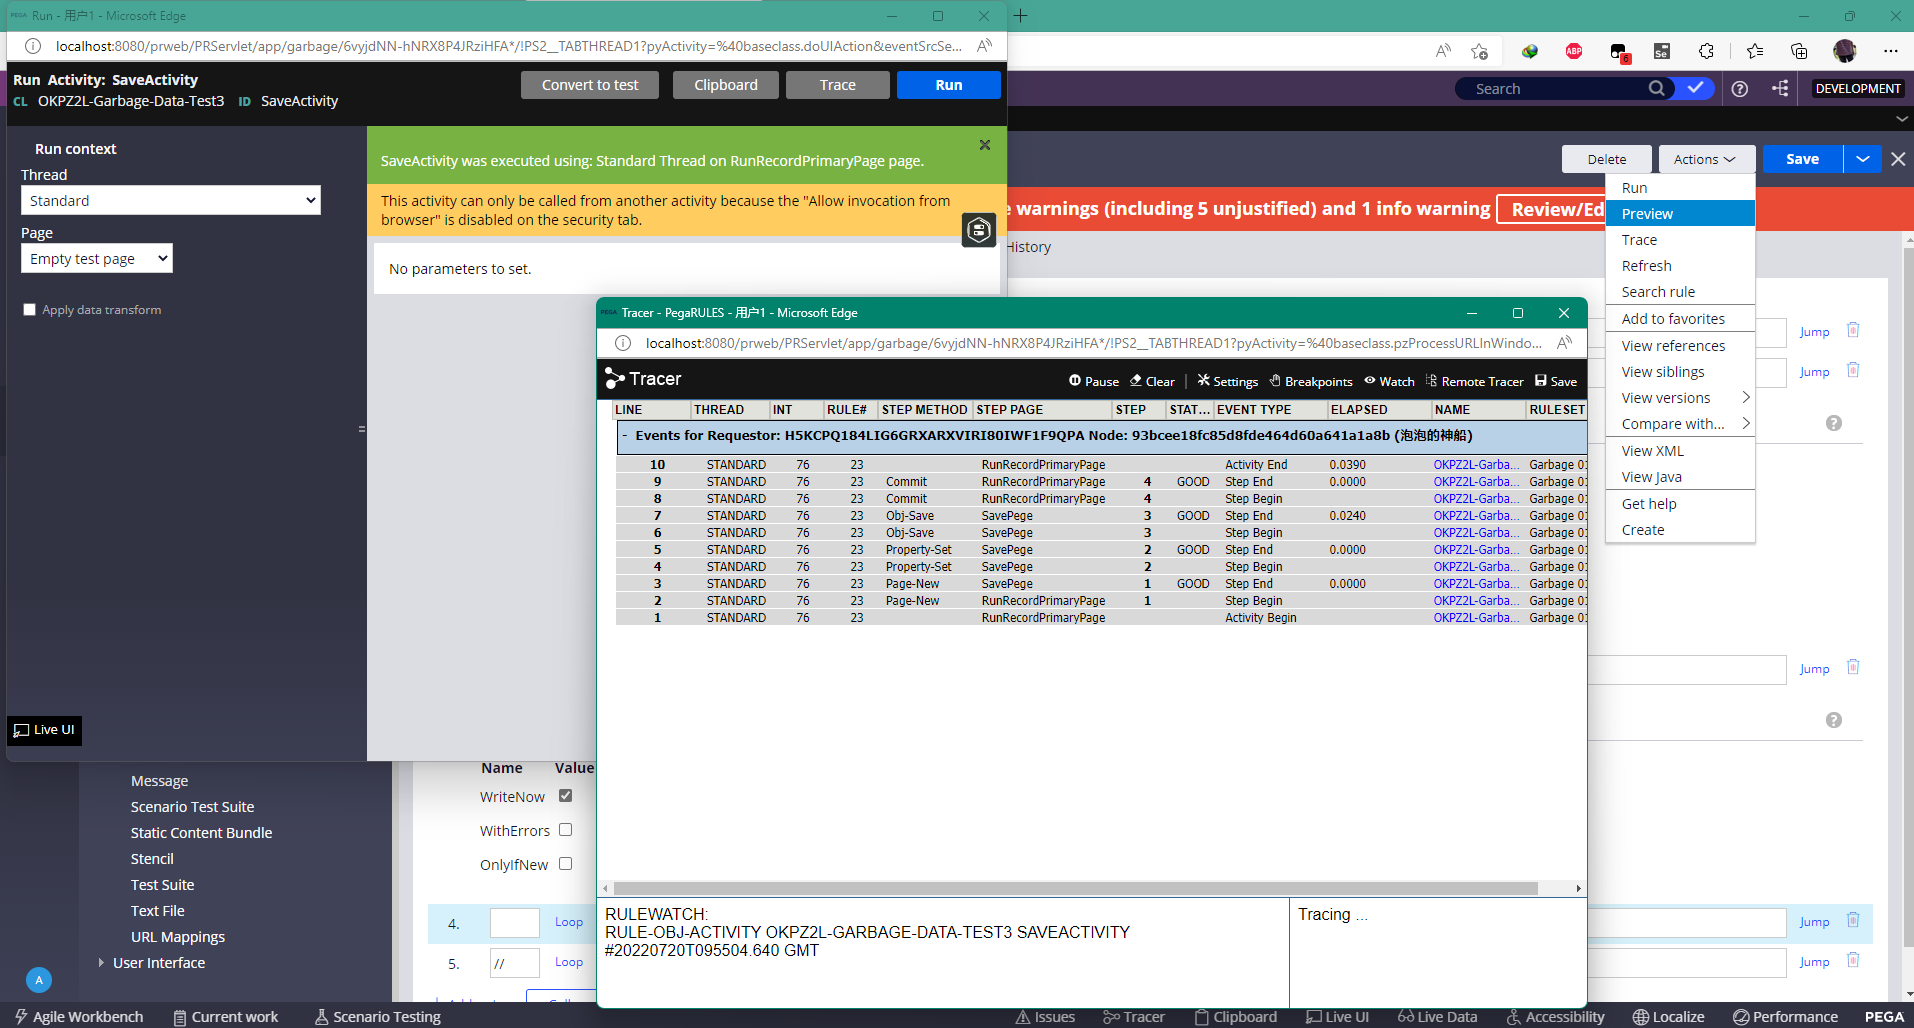 Run - 用户1 - Microsoft Edge
localhost:8080/prweb/PRServlet/app/garbage/6vyjdNN-hNRX8P4JRziHFA*/!PS2__TABTHREAD1?pyActivity=%40baseclass.doUIAction&eventSrcSe...
Run Activity: SaveActivity
CL OKPZ2L-Garbage-Data-Test3 ID SaveActivity
Convert to test
Clipboard
Trace
Run
Run context
Thread
Standard
Page
Empty test page
Apply data transform
SaveActivity was executed using: Standard Thread on RunRecordPrimaryPage page.
This activity can only be called from another activity because the "Allow invocation from
browser" is disabled on the security tab.
No parameters to set.
Live UI
Search
DEVELOPMENT
Delete
Actions
Save
warnings (including 5 unjustified) and 1 info warning
Review/Ed
History
Run
Preview
Trace
Refresh
Search rule
Add to favorites
View references
View siblings
View versions
Compare with...
View XML
View Java
Get help
Create
Jump
Jump
Jump
Jump
Jump
Tracer - PegaRULES - 用户1 - Microsoft Edge
localhost:8080/prweb/PRServlet/app/garbage/6vyjdNN-hNRX8P4JRziHFA*/!PS2__TABTHREAD1?pyActivity=%40baseclass.pzProcessURLInWindo...
Tracer
Pause Clear | Settings Breakpoints Watch Remote Tracer Save
LINE THREAD INT RULE# STEP METHOD STEP PAGE STEP STAT... EVENT TYPE ELAPSED NAME RULESET
- Events for Requestor: H5KCPQ184LIG6GRXARXVIRI80IWF1F9QPA Node: 93bcee18fc85d8fde464d60a641a1a8b (泡泡的神船)
10 STANDARD 76 23 RunRecordPrimaryPage Activity End 0.0390 OKPZ2L-Garba... Garbage 01
9 STANDARD 76 23 Commit RunRecordPrimaryPage 4 GOOD Step End 0.0000 OKPZ2L-Garba... Garbage 01
8 STANDARD 76 23 Commit RunRecordPrimaryPage 4 Step Begin OKPZ2L-Garba... Garbage 01
7 STANDARD 76 23 Obj-Save SavePege 3 GOOD Step End 0.0240 OKPZ2L-Garba... Garbage 01
6 STANDARD 76 23 Obj-Save SavePege 3 Step Begin OKPZ2L-Garba... Garbage 01
5 STANDARD 76 23 Property-Set SavePege 2 GOOD Step End 0.0000 OKPZ2L-Garba... Garbage 01
4 STANDARD 76 23 Property-Set SavePege 2 Step Begin OKPZ2L-Garba... Garbage 01
3 STANDARD 76 23 Page-New SavePege 1 GOOD Step End 0.0000 OKPZ2L-Garba... Garbage 01
2 STANDARD 76 23 Page-New RunRecordPrimaryPage 1 Step Begin OKPZ2L-Garba... Garbage 01
1 STANDARD 76 23 RunRecordPrimaryPage Activity Begin OKPZ2L-Garba... Garbage 01
RULEWATCH:
RULE-OBJ-ACTIVITY OKPZ2L-GARBAGE-DATA-TEST3 SAVEACTIVITY
#20220720T095504.640 GMT
Tracing ...
Message
Scenario Test Suite
Static Content Bundle
Stencil
Test Suite
Text File
URL Mappings
User Interface
A
Name Value
WriteNow
WithErrors
OnlyIfNew
4. Loop
5. // Loop
Agile Workbench
Current work
Scenario Testing
Issues
Tracer
Clipboard
Live UI
Live Data
Accessibility
Localize
Performance
PEGA